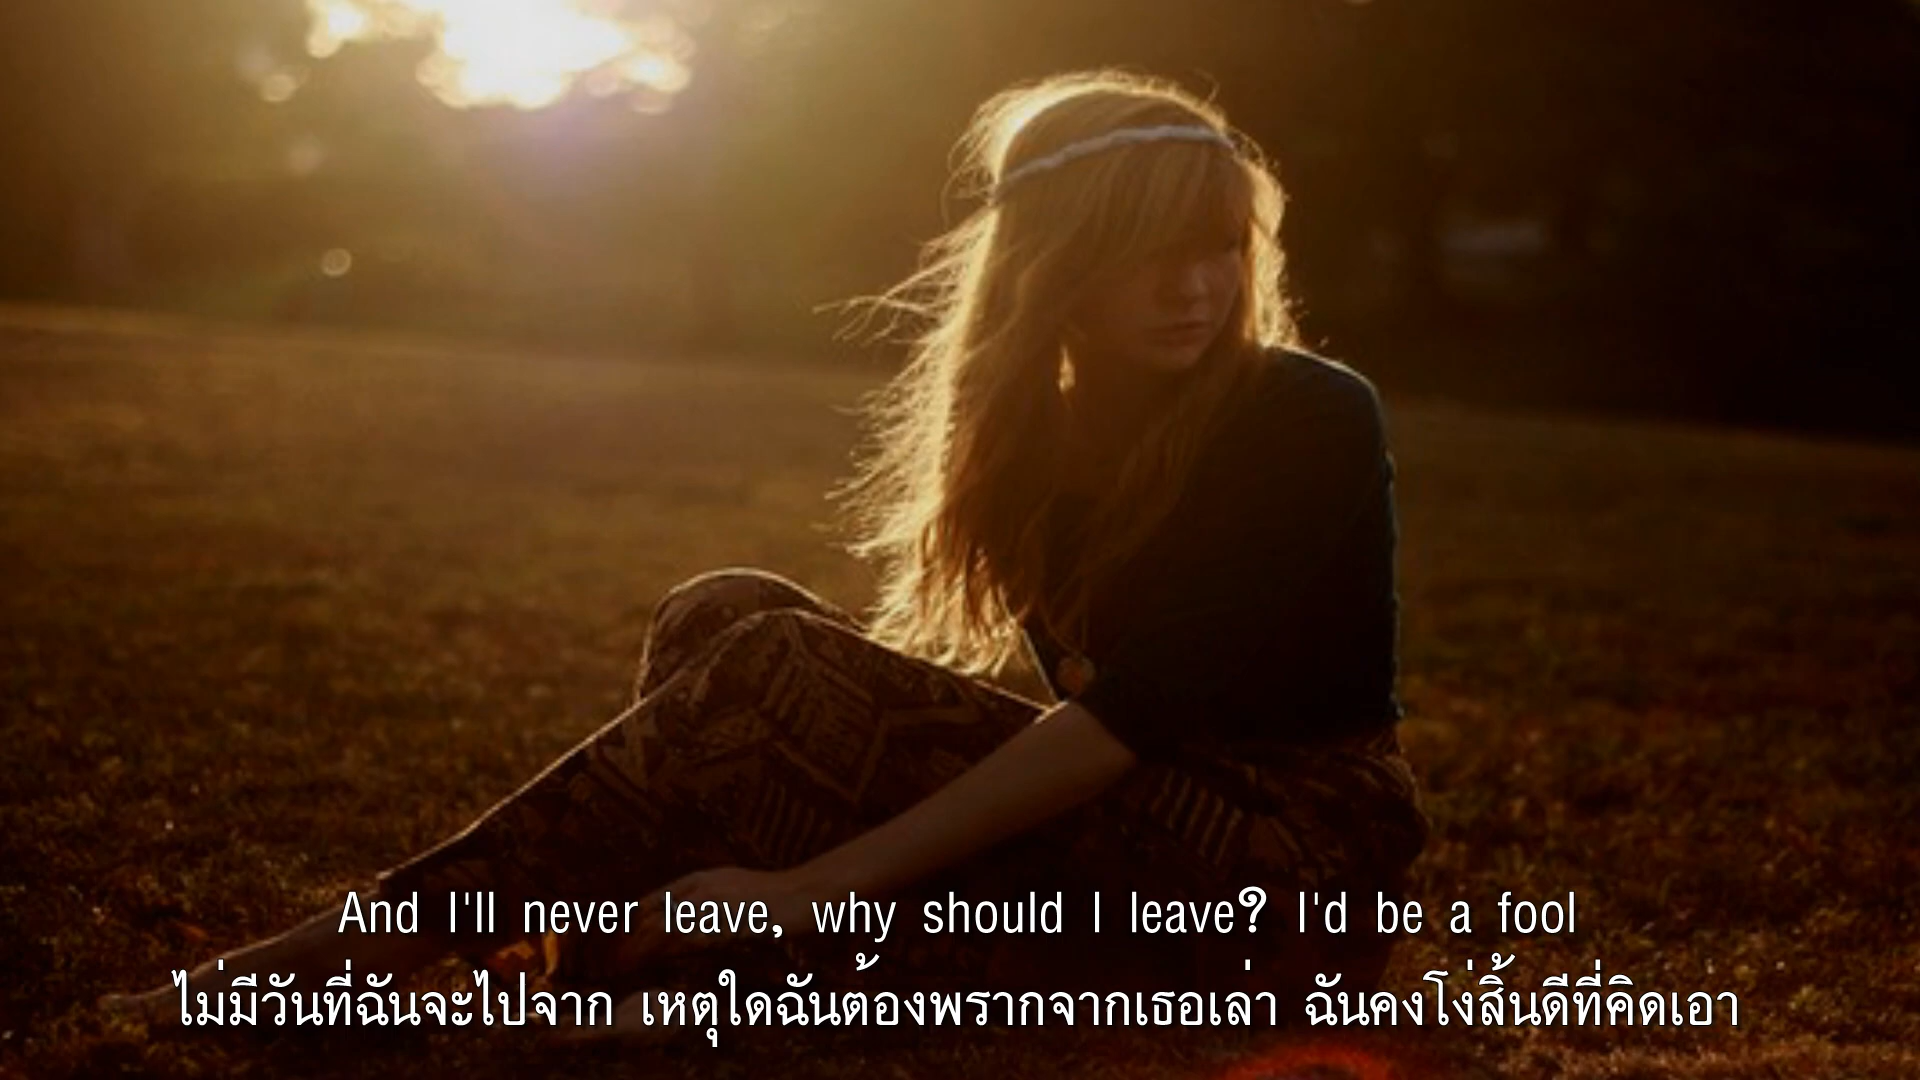 And I'll never leave, why should I leave? I'd be a fool
ไม่มีวันที่ฉันจะไปจาก เหตุใดฉันต้องพรากจากเธอเล่า ฉันคงโง่สิ้นดีที่คิดเอา